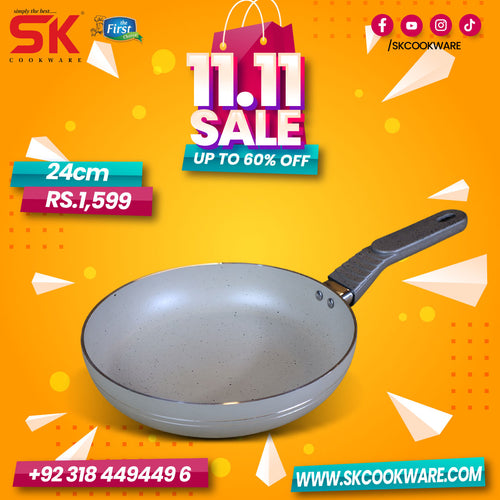 simply the best.....
SK®
COOKWARE
the
First
11.11
SALE
UP TO 60% OFF
/SKCOOKWARE
24cm
RS.1,599
+92 318 449449 6
WWW.SKCOOKWARE.COM